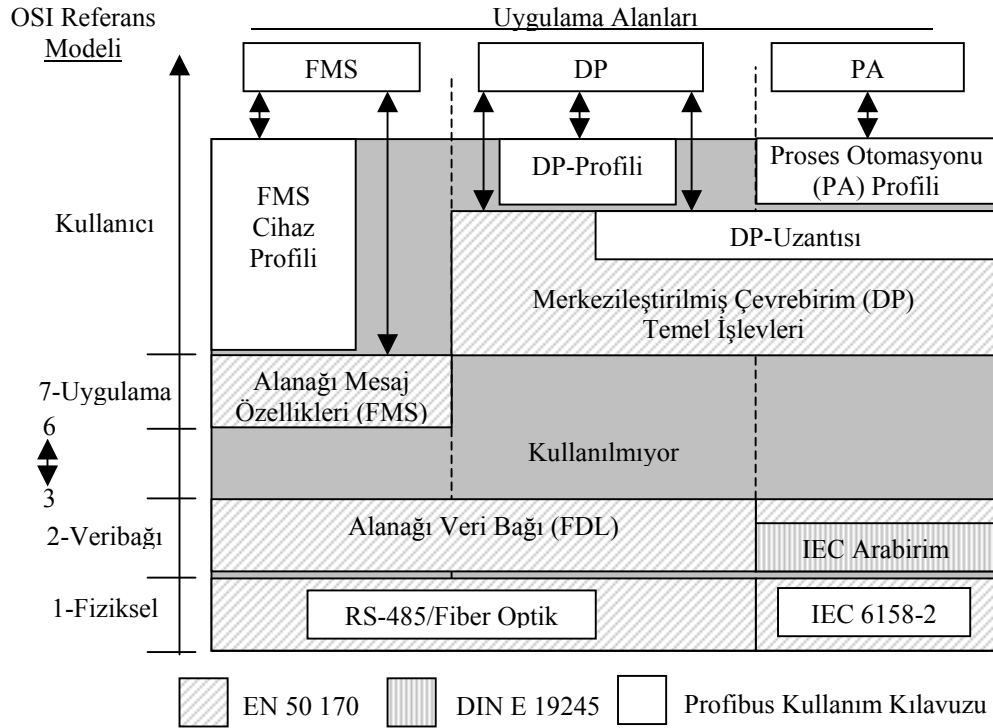 OSI Referans
Modeli
Uygulama Alanları
FMS
DP
PA
Kullanıcı
FMS
Cihaz
Profili
DP-Profili
Proses Otomasyonu
(PA) Profili
DP-Uzantısı
Merkezileştirilmiş Çevrebirim (DP)
Temel İşlevleri
7-Uygulama
Alanağı Mesaj
Özellikleri (FMS)
6
3
Kullanılmıyor
2-Veribağı
Alanağı Veri Bağı (FDL)
IEC Arabirim
1-Fiziksel
RS-485/Fiber Optik
IEC 6158-2
EN 50 170
DIN E 19245
Profibus Kullanım Kılavuzu